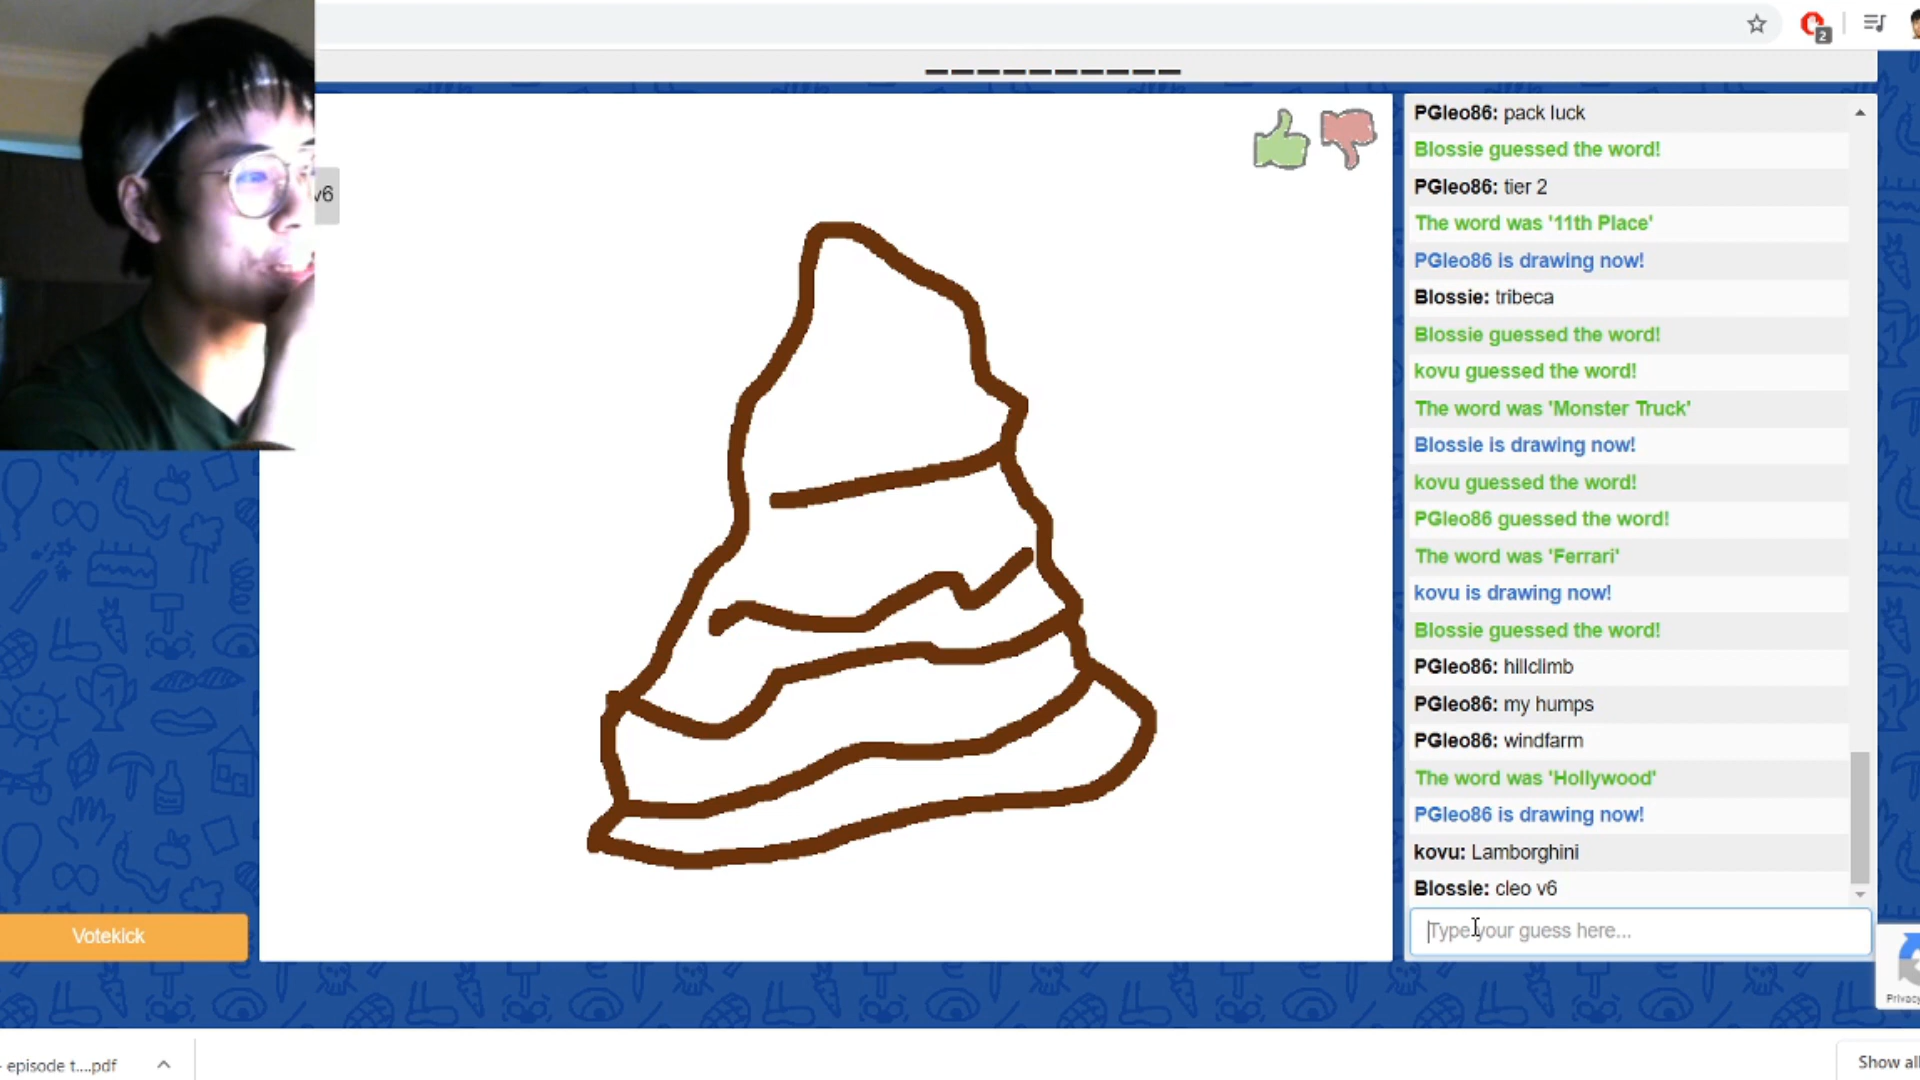 2
__________
v6
PGleo86: pack luck
Blossie guessed the word!
PGleo86: tier 2
The word was '11th Place'
PGleo86 is drawing now!
Blossie: tribeca
Blossie guessed the word!
kovu guessed the word!
The word was 'Monster Truck'
Blossie is drawing now!
kovu guessed the word!
PGleo86 guessed the word!
The word was 'Ferrari'
kovu is drawing now!
Blossie guessed the word!
PGleo86: hillclimb
PGleo86: my humps
PGleo86: windfarm
The word was 'Hollywood'
PGleo86 is drawing now!
kovu: Lamborghini
Blossie: cleo v6
Type your guess here...
Votekick
Privacy
- episode t....pdf
Show all